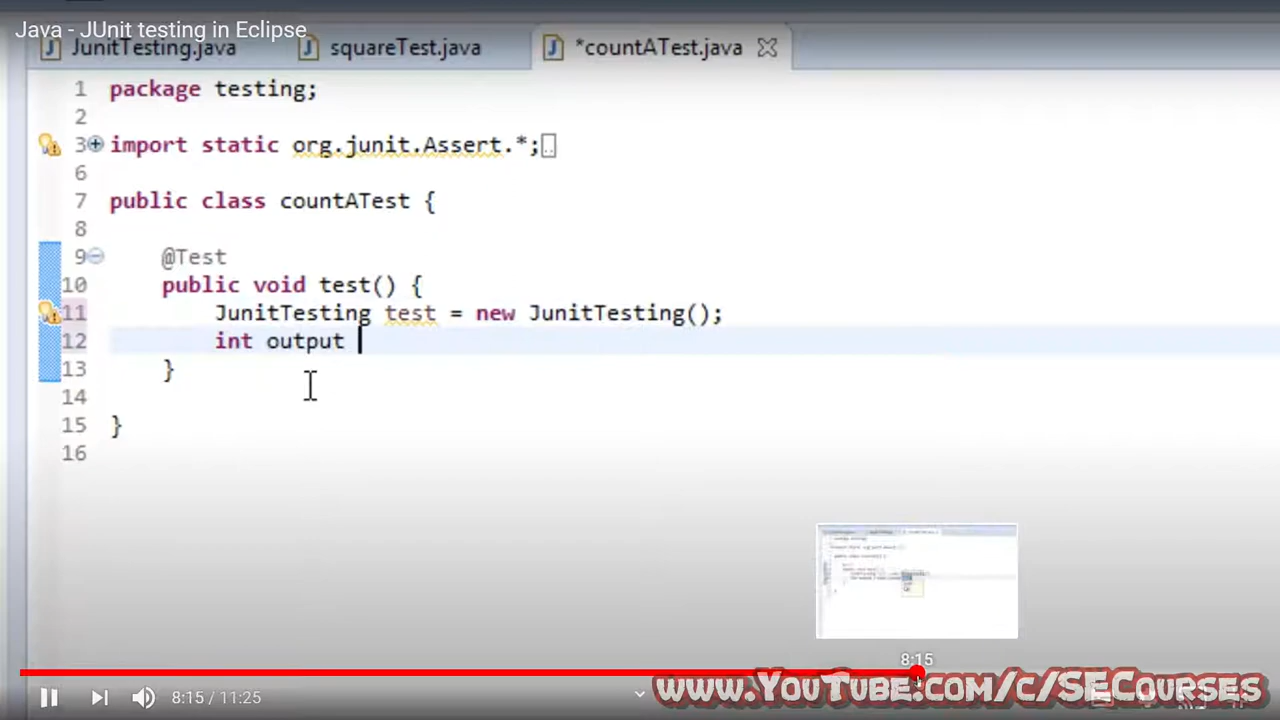 Java - JUnit testing in Eclipse
JunitTesting.java squareTest.java *countATest.java
1 package testing;
2
3 import static org.junit.Assert.*;
6
7 public class countATest {
8
9 @Test
10 public void test() {
11 JunitTesting test = new JunitTesting();
12 int output
13 }
14
15 }
16
8:15
8:15 / 11:25
www.YouTube.com/c/SECourses